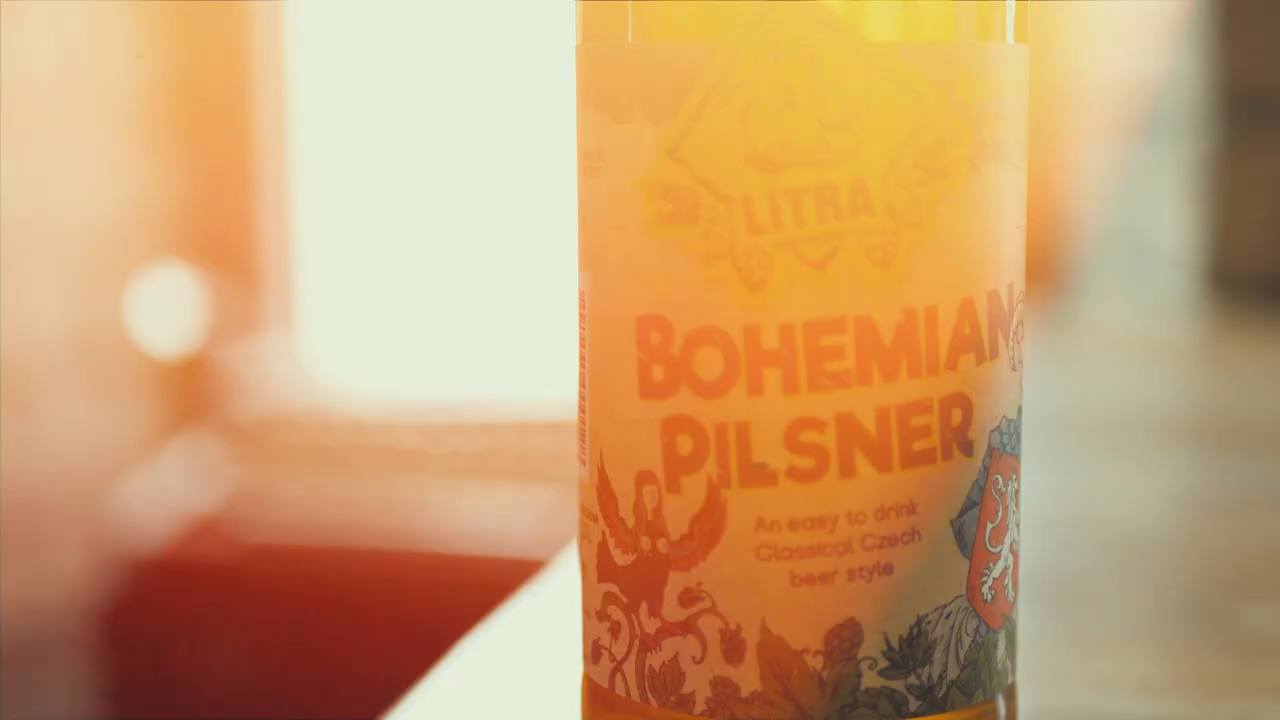 LITRA
BOHEMIAN
PILSNER
An easy to drink
Classical Czech
beer style